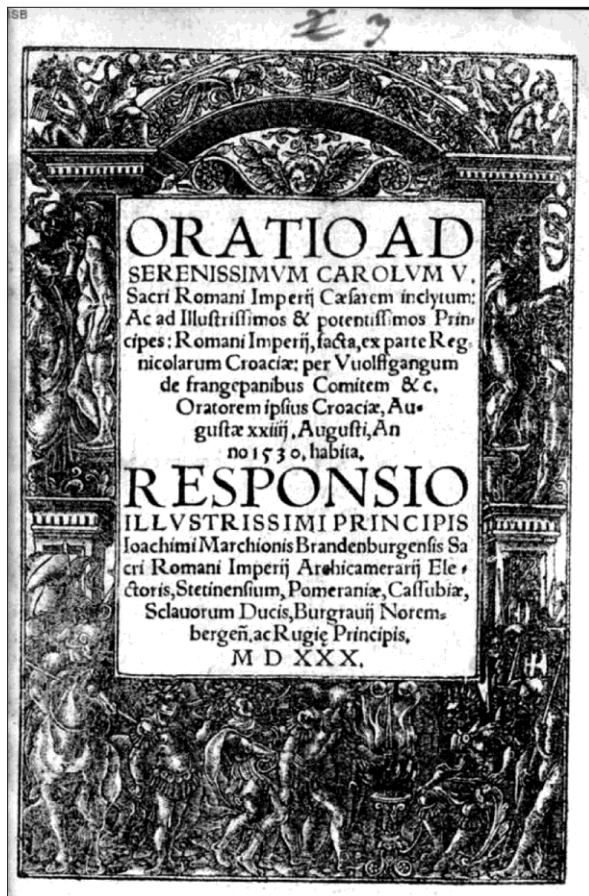 SB
x y
ORATIO AD
SERENISSIMVM CAROLVM V.
Sacri Romani Imperij Cæsarem inclytum:
Ac ad Illustrissimos & potentissimos Prin-
cipes: Romani Imperij, facta, ex parte Reg-
nicolarum Croaciæ: per Vuolffgangum
de frangepanibus Comitem & c.
Oratorem ipsius Croaciæ, Au-
gustæ xxiiij. Augusti, An
no 1530. habita.
RESPONSIO
ILLVSTRISSIMI PRINCIPIS
Ioachimi Marchionis Brandenburgensis Sa
cri Romani Imperij Archicamerarij Ele-
ctoris, Stetinensium, Pomeraniæ, Cassubiæ,
Sclauorum Ducis, Burgrauij Norem-
bergen̄. ac Rugię Principis.
M D XXX.